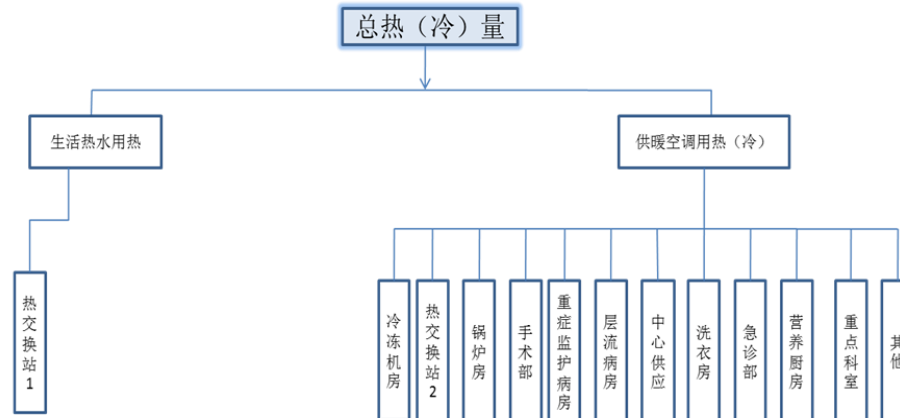 总热（冷）量
生活热水用热
供暖空调用热（冷）
热交换站1
冷冻机房
热交换站2
锅炉房
手术部
重症监护病房
层流病房
中心供应
洗衣房
急诊部
营养厨房
重点科室
其他